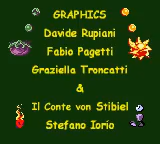 GRAPHICS
Davide Rupiani
Fabio Pagetti
Graziella Troncatti
&
Il Conte von Stibiel
Stefano Iorio